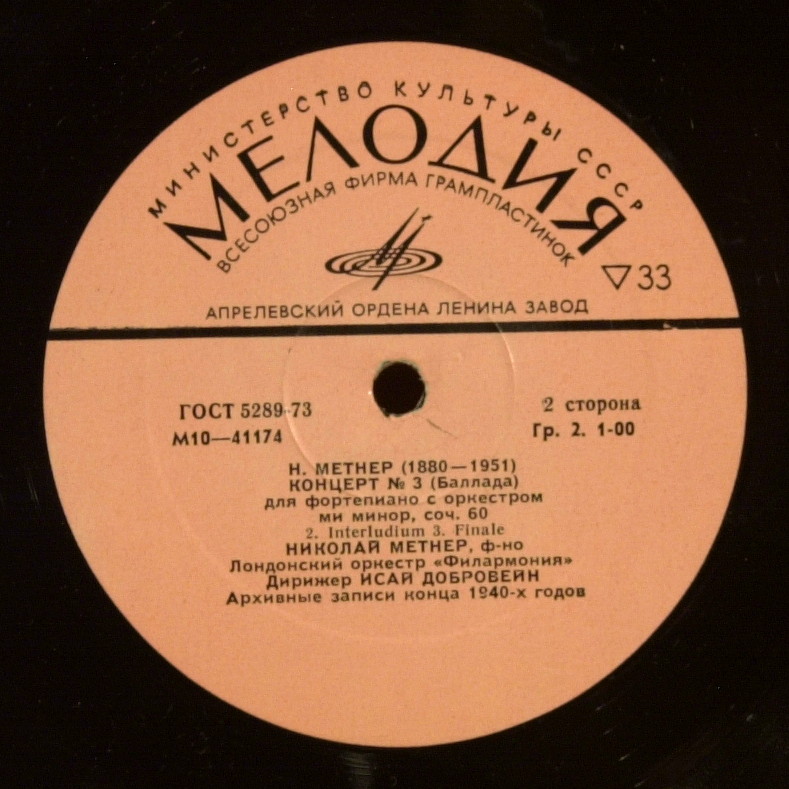 МИНИСТЕРСТВО КУЛЬТУРЫ СССР
МЕЛОДИЯ
ВСЕСОЮЗНАЯ ФИРМА ГРАМПЛАСТИНОК
▽33
АПРЕЛЕВСКИЙ ОРДЕНА ЛЕНИНА ЗАВОД
ГОСТ 5289-73
2 сторона
М10—41174
Гр. 2. 1-00
Н. МЕТНЕР (1880—1951)
КОНЦЕРТ № 3 (Баллада)
для фортепиано с оркестром
ми минор, соч. 60
2. Interludium 3. Finale
НИКОЛАЙ МЕТНЕР, ф-но
Лондонский оркестр «Филармония»
Дирижер ИСАЙ ДОБРОВЕЙН
Архивные записи конца 1940-х годов